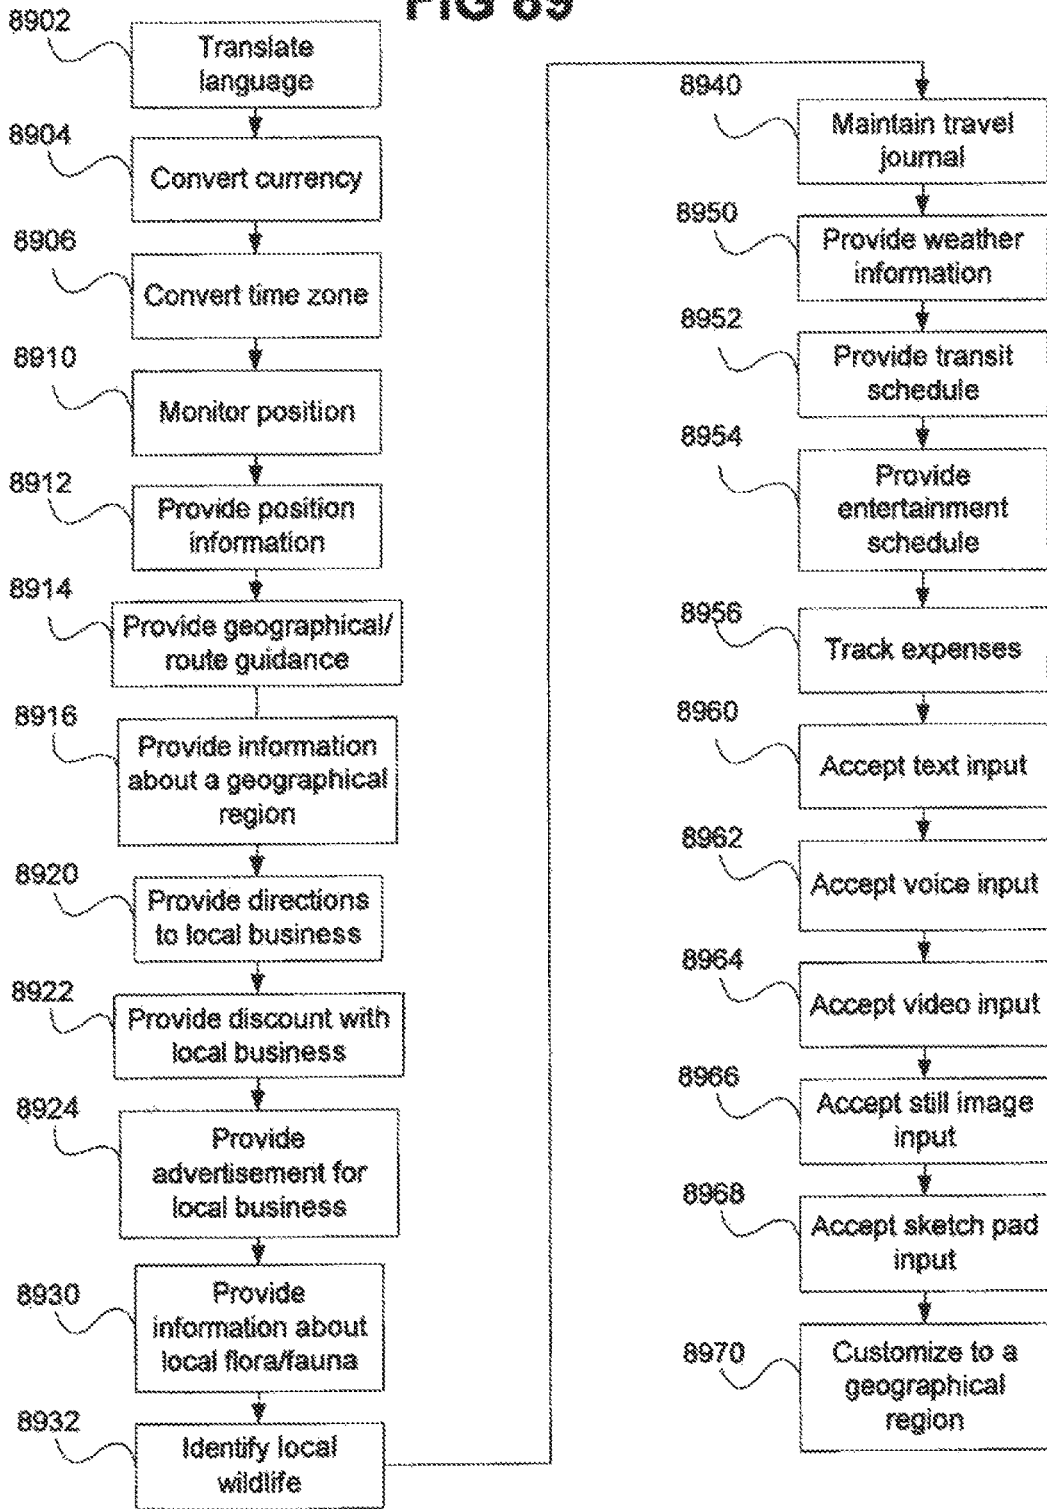 FIG 89
8902
Translate
language
8904
Convert currency
8906
Convert time zone
8910
Monitor position
8912
Provide position
information
8914
Provide geographical/
route guidance
8916
Provide information
about a geographical
region
8920
Provide directions
to local business
8922
Provide discount with
local business
8924
Provide
advertisement for
local business
8930
Provide
information about
local flora/fauna
8932
Identify local
wildlife
8940
Maintain travel
journal
8950
Provide weather
information
8952
Provide transit
schedule
8954
Provide
entertainment
schedule
8956
Track expenses
8960
Accept text input
8962
Accept voice input
8964
Accept video input
8966
Accept still image
input
8968
Accept sketch pad
input
8970
Customize to a
geographical
region